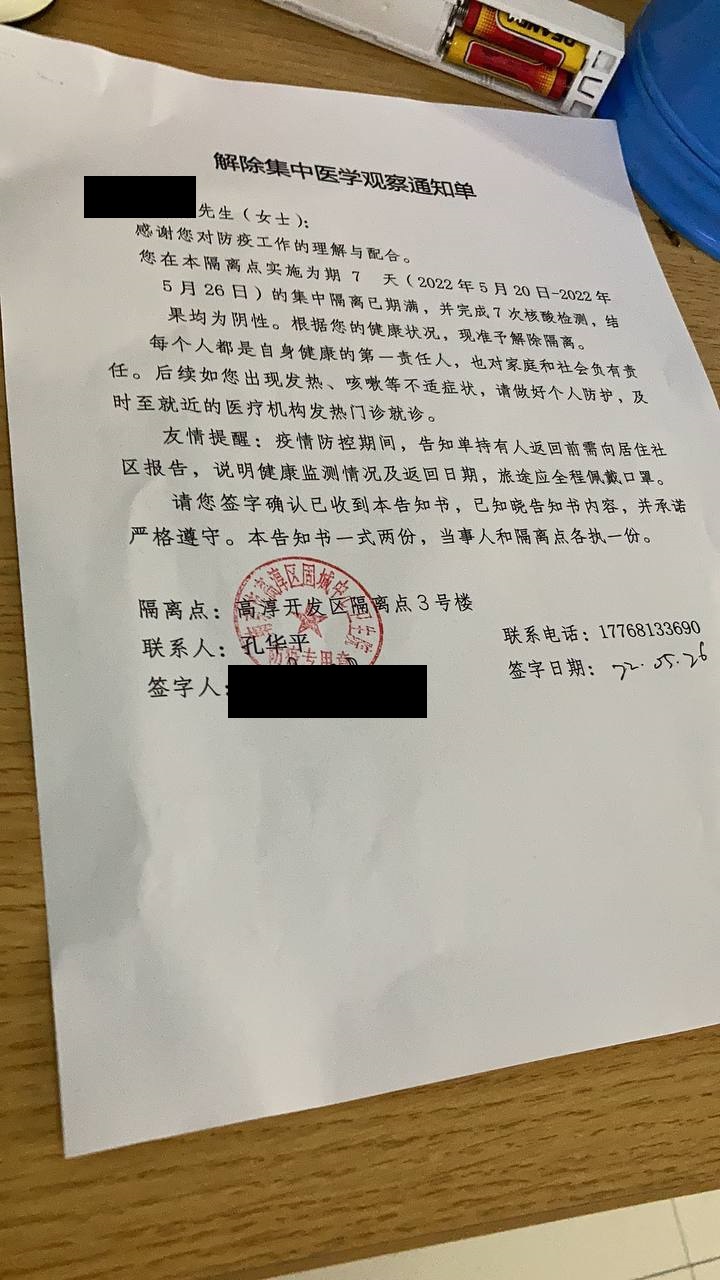 解除集中医学观察通知单
先生（女士）：
感谢您对防疫工作的理解与配合。
您在本隔离点实施为期 7 天（2022年5月20日-2022年
5月26日）的集中隔离已期满，并完成7次核酸检测，结
果均为阴性。根据您的健康状况，现准予解除隔离。
每个人都是自身健康的第一责任人，也对家庭和社会负有责
任。后续如您出现发热、咳嗽等不适症状，请做好个人防护，及
时至就近的医疗机构发热门诊就诊。
友情提醒：疫情防控期间，告知单持有人返回前需向居住社
区报告，说明健康监测情况及返回日期，旅途应全程佩戴口罩。
请您签字确认已收到本告知书，已知晓告知书内容，并承诺
严格遵守。本告知书一式两份，当事人和隔离点各执一份。
隔离点：高淳开发区隔离点3号楼
联系人：孔华平
联系电话：17768133690
签字人：
签字日期：22.05.26
防疫专用章